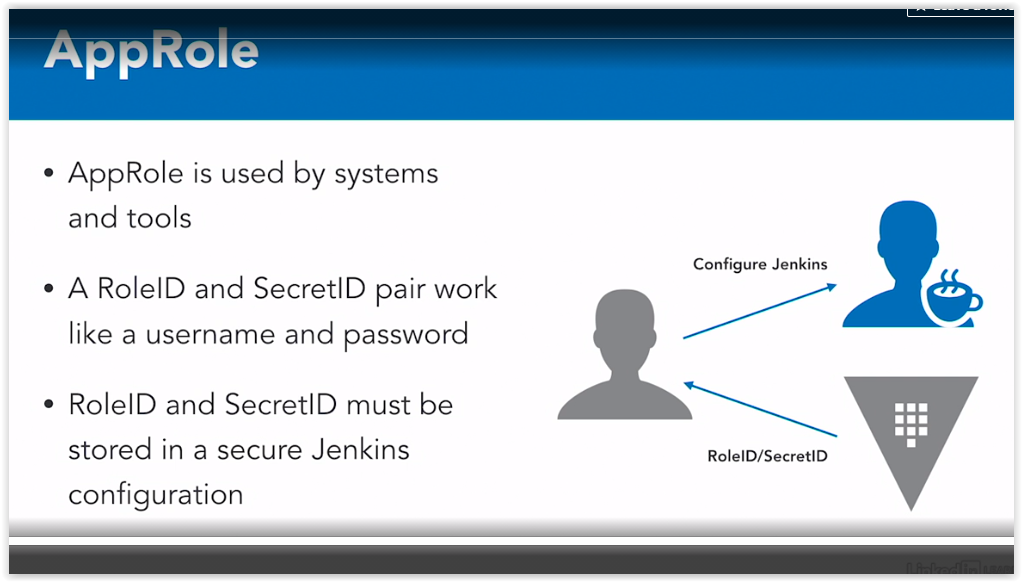 AppRole
• AppRole is used by systems
and tools
• A RoleID and SecretID pair work
like a username and password
• RoleID and SecretID must be
stored in a secure Jenkins
configuration
Configure Jenkins
RoleID/SecretID
LinkedIn